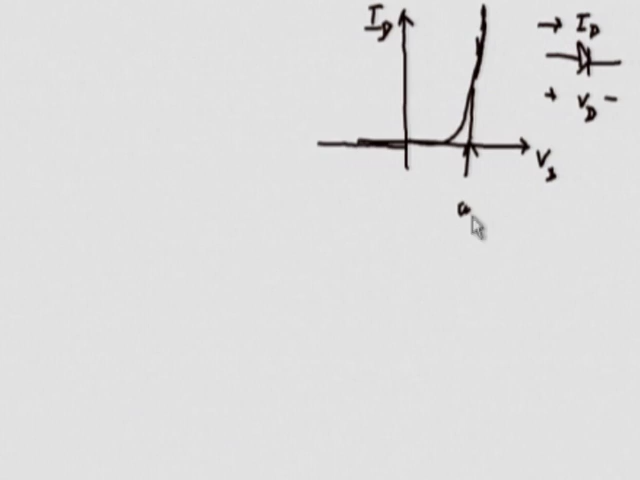 I_D
→ I_D
+ V_D −
V_D